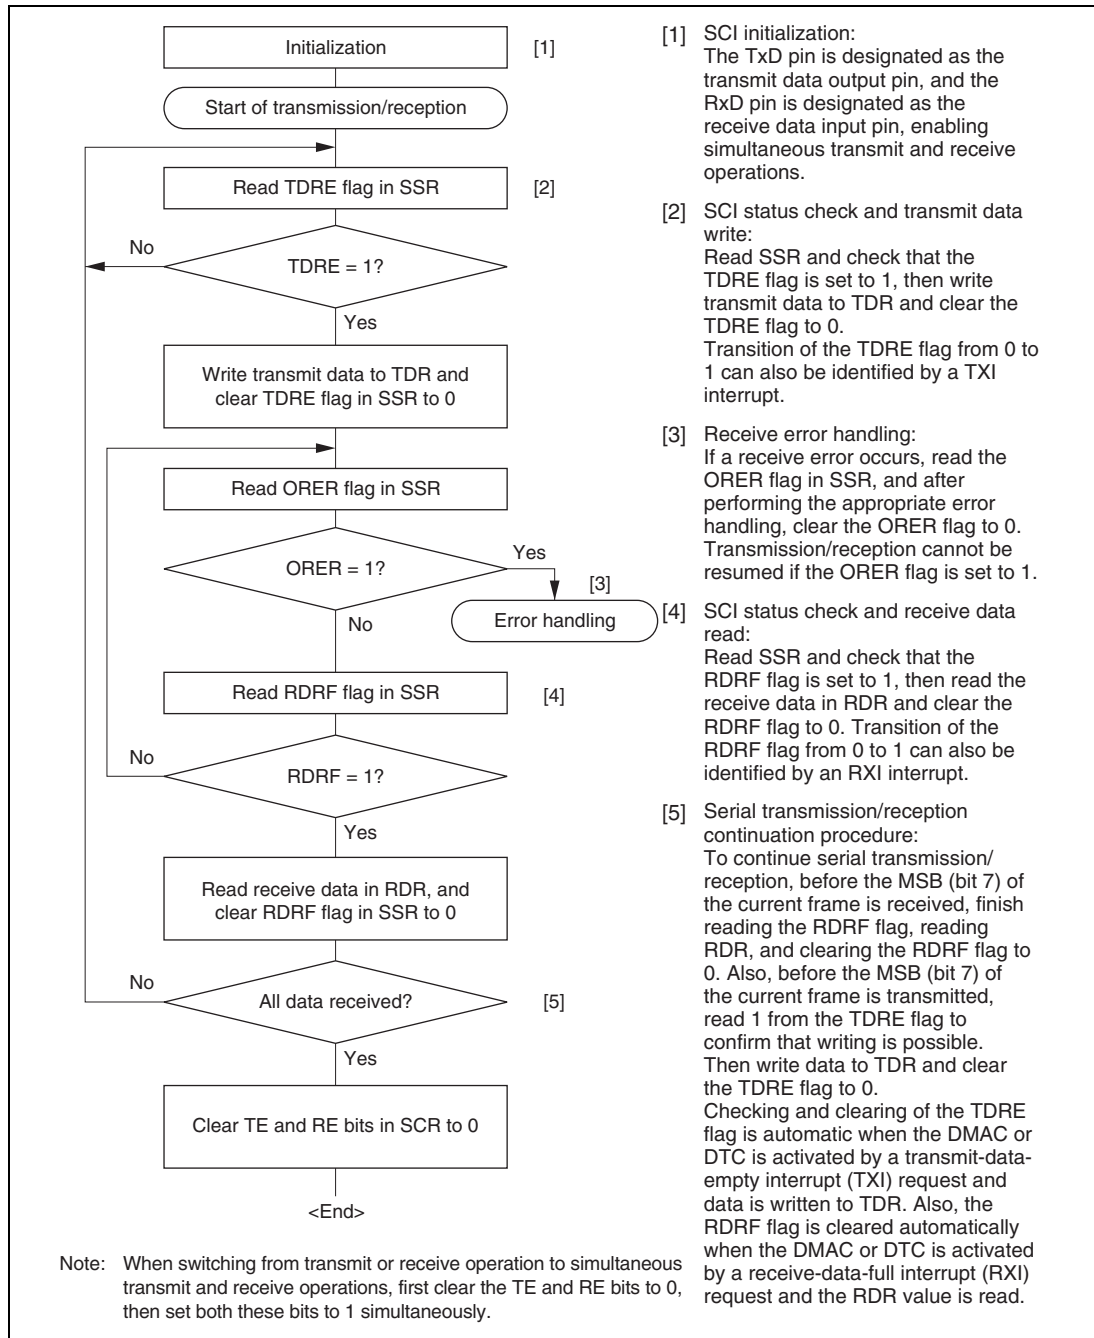 Initialization
[1]
Start of transmission/reception
Read TDRE flag in SSR
[2]
No
TDRE = 1?
Yes
Write transmit data to TDR and
clear TDRE flag in SSR to 0
Read ORER flag in SSR
ORER = 1?
Yes
[3]
Error handling
No
Read RDRF flag in SSR
[4]
No
RDRF = 1?
Yes
Read receive data in RDR, and
clear RDRF flag in SSR to 0
No
All data received?
[5]
Yes
Clear TE and RE bits in SCR to 0
<End>
[1] SCI initialization:
The TxD pin is designated as the
transmit data output pin, and the
RxD pin is designated as the
receive data input pin, enabling
simultaneous transmit and receive
operations.
[2] SCI status check and transmit data
write:
Read SSR and check that the
TDRE flag is set to 1, then write
transmit data to TDR and clear the
TDRE flag to 0.
Transition of the TDRE flag from 0 to
1 can also be identified by a TXI
interrupt.
[3] Receive error handling:
If a receive error occurs, read the
ORER flag in SSR, and after
performing the appropriate error
handling, clear the ORER flag to 0.
Transmission/reception cannot be
resumed if the ORER flag is set to 1.
[4] SCI status check and receive data
read:
Read SSR and check that the
RDRF flag is set to 1, then read the
receive data in RDR and clear the
RDRF flag to 0. Transition of the
RDRF flag from 0 to 1 can also be
identified by an RXI interrupt.
[5] Serial transmission/reception
continuation procedure:
To continue serial transmission/
reception, before the MSB (bit 7) of
the current frame is received, finish
reading the RDRF flag, reading
RDR, and clearing the RDRF flag to
0. Also, before the MSB (bit 7) of
the current frame is transmitted,
read 1 from the TDRE flag to
confirm that writing is possible.
Then write data to TDR and clear
the TDRE flag to 0.
Checking and clearing of the TDRE
flag is automatic when the DMAC or
DTC is activated by a transmit-data-
empty interrupt (TXI) request and
data is written to TDR. Also, the
RDRF flag is cleared automatically
when the DMAC or DTC is activated
by a receive-data-full interrupt (RXI)
request and the RDR value is read.
Note: When switching from transmit or receive operation to simultaneous
transmit and receive operations, first clear the TE and RE bits to 0,
then set both these bits to 1 simultaneously.